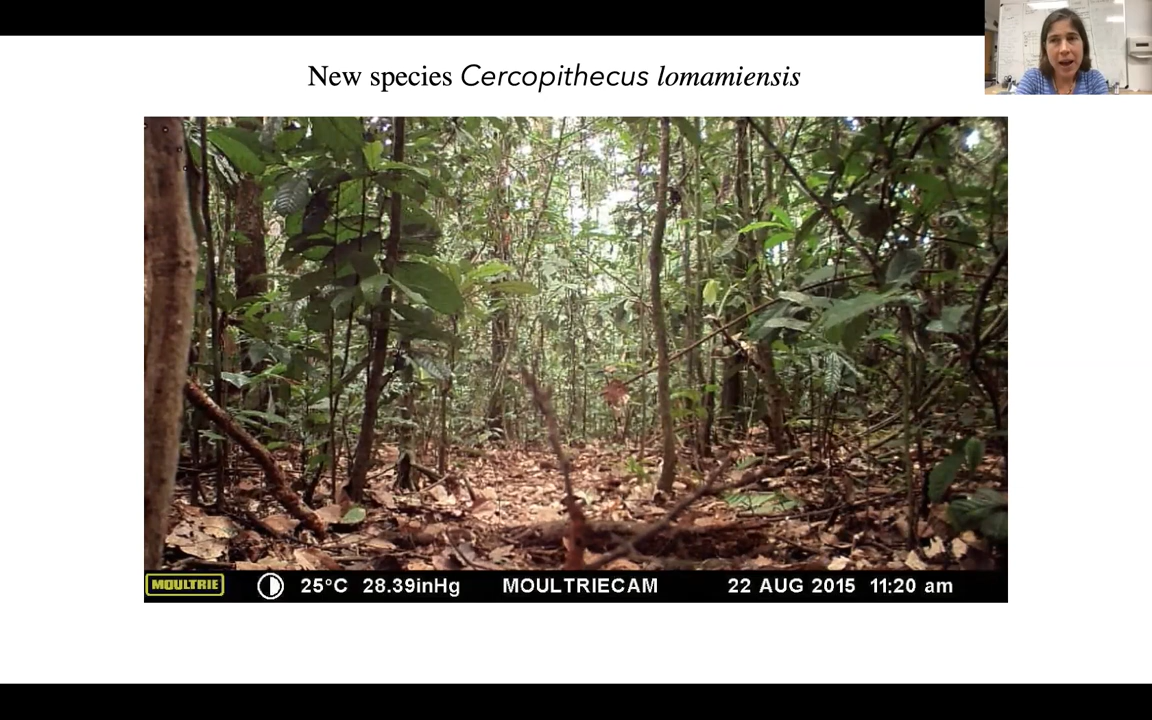 New species Cercopithecus lomamiensis
MOULTRIE 25°C 28.39inHg MOULTRIECAM 22 AUG 2015 11:20 am